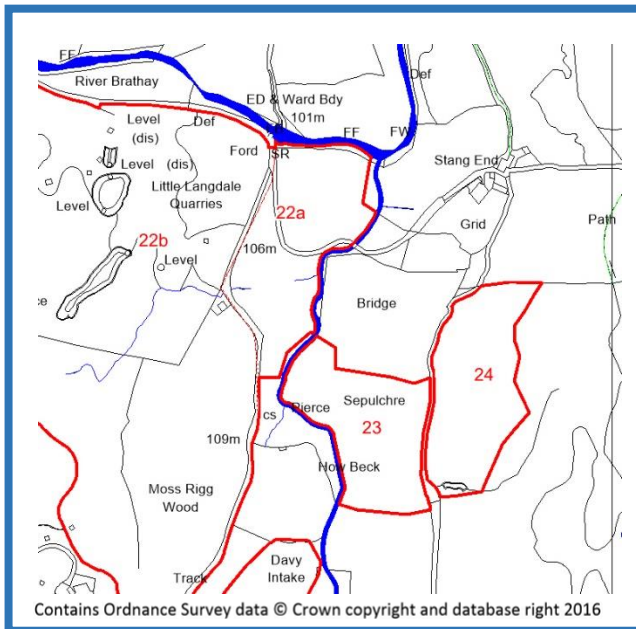 FF
River Brathay
Def
ED & Ward Bdy
101m
Level
(dis)
Def
FF
FW
Ford
SR
Stang End
Level (dis)
Little Langdale
Quarries
22a
Grid
Path
Level
22b
106m
Level
Bridge
24
Pierce
Sepulchre
cs
23
109m
Holy Beck
Moss Rigg
Wood
Davy
Intake
Track
Contains Ordnance Survey data © Crown copyright and database right 2016